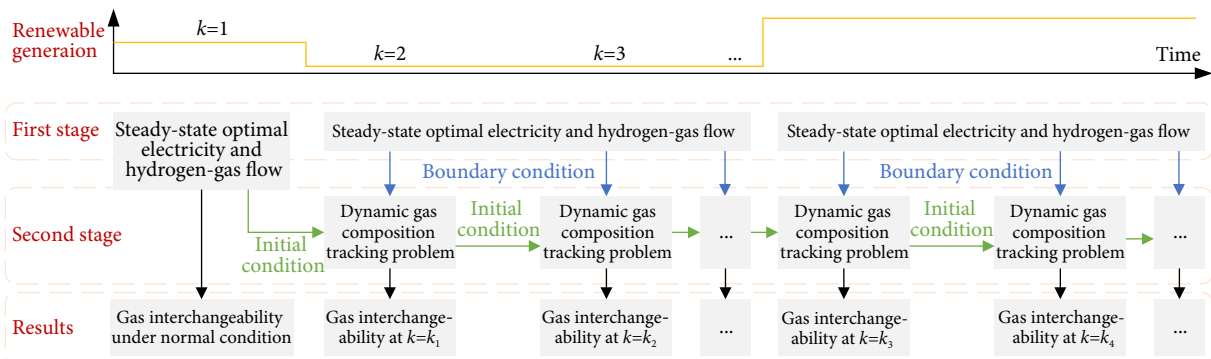 Renewable
generaion
k=1
k=2
k=3
...
Time
First stage
Steady-state optimal
electricity and
hydrogen-gas flow
Steady-state optimal electricity and hydrogen-gas flow
Steady-state optimal electricity and hydrogen-gas flow
Boundary condition
Boundary condition
Second stage
Initial
condition
Dynamic gas
composition
tracking problem
Initial
condition
Dynamic gas
composition
tracking problem
...
Dynamic gas
composition
tracking problem
Initial
condition
Dynamic gas
composition
tracking problem
...
Results
Gas interchangeability
under normal condition
Gas interchange-
ability at k=k₁
Gas interchange-
ability at k=k₂
...
Gas interchange-
ability at k=k₃
Gas interchange-
ability at k=k₄
...